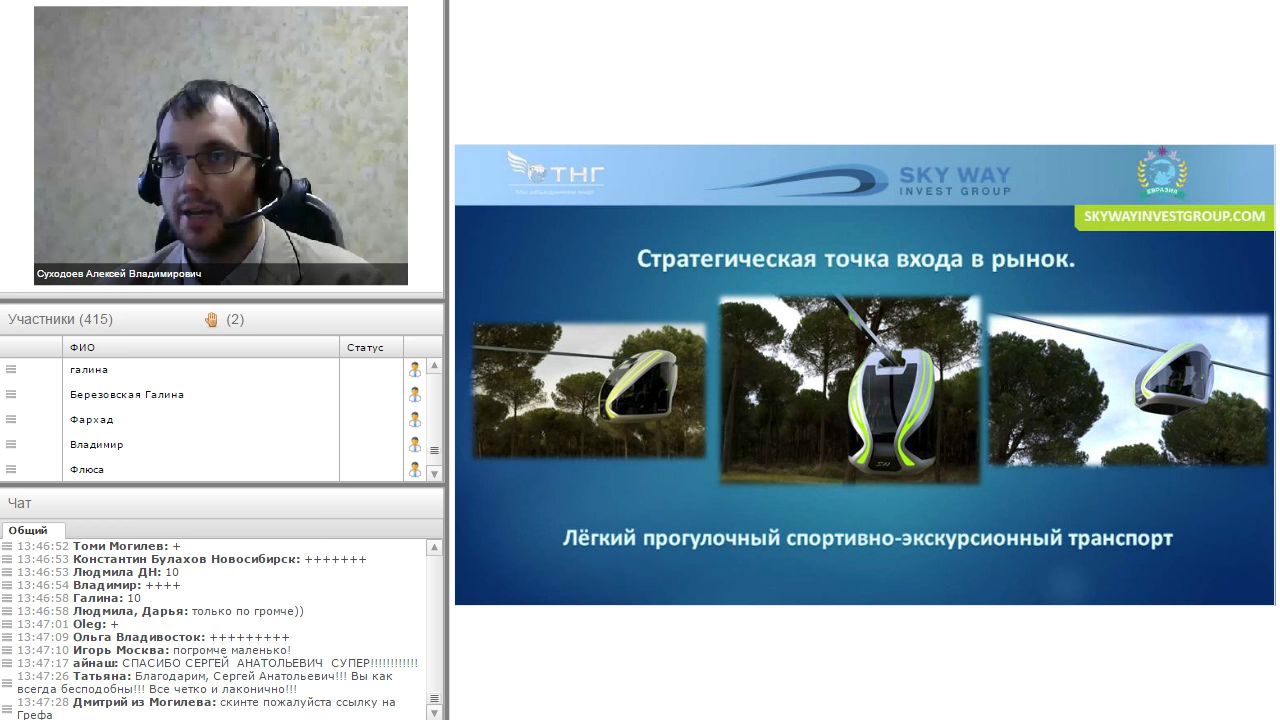 Суходоев Алексей Владимирович
Участники (415)
(2)
ФИО
Статус
галина
Березовская Галина
Фархад
Владимир
Флюса
Чат
Общий
13:46:52 Томи Могилев: +
13:46:53 Константин Булахов Новосибирск: +++++++
13:46:53 Людмила ДН: 10
13:46:54 Владимир: ++++
13:46:58 Галина: 10
13:46:58 Людмила, Дарья: только по громче))
13:47:01 Oleg: +
13:47:09 Ольга Владивосток: +++++++++
13:47:10 Игорь Москва: погромче маленько!
13:47:17 айнаш: СПАСИБО СЕРГЕЙ АНАТОЛЬЕВИЧ СУПЕР!!!!!!!!!!!!
13:47:26 Татьяна: Благодарим, Сергей Анатольевич!!! Вы как
всегда бесподобны!!! Все четко и лаконично!!!
13:47:28 Дмитрий из Могилева: скинте пожалуйста ссылку на
Грефа
ТНГ
SKY WAY
INVEST GROUP
ЕВРАЗИЯ
SKYWAYINVESTGROUP.COM
Стратегическая точка входа в рынок.
Лёгкий прогулочный спортивно-экскурсионный транспорт